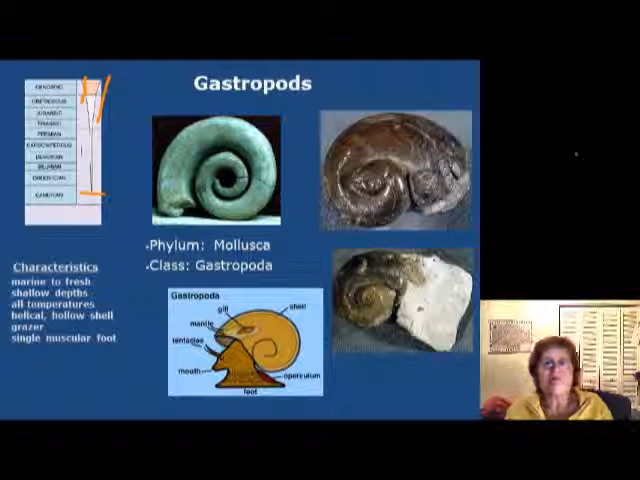 Gastropods
CENOZOIC
CRETACEOUS
JURASSIC
TRIASSIC
PERMIAN
CARBONIFEROUS
DEVONIAN
SILURIAN
ORDOVICIAN
CAMBRIAN
Phylum: Mollusca
Class: Gastropoda
Characteristics
marine to fresh
shallow depths
all temperatures
helical, hollow shell
grazer
single muscular foot
Gastropoda
shell
gill
mantle
tentacles
mouth
operculum
foot